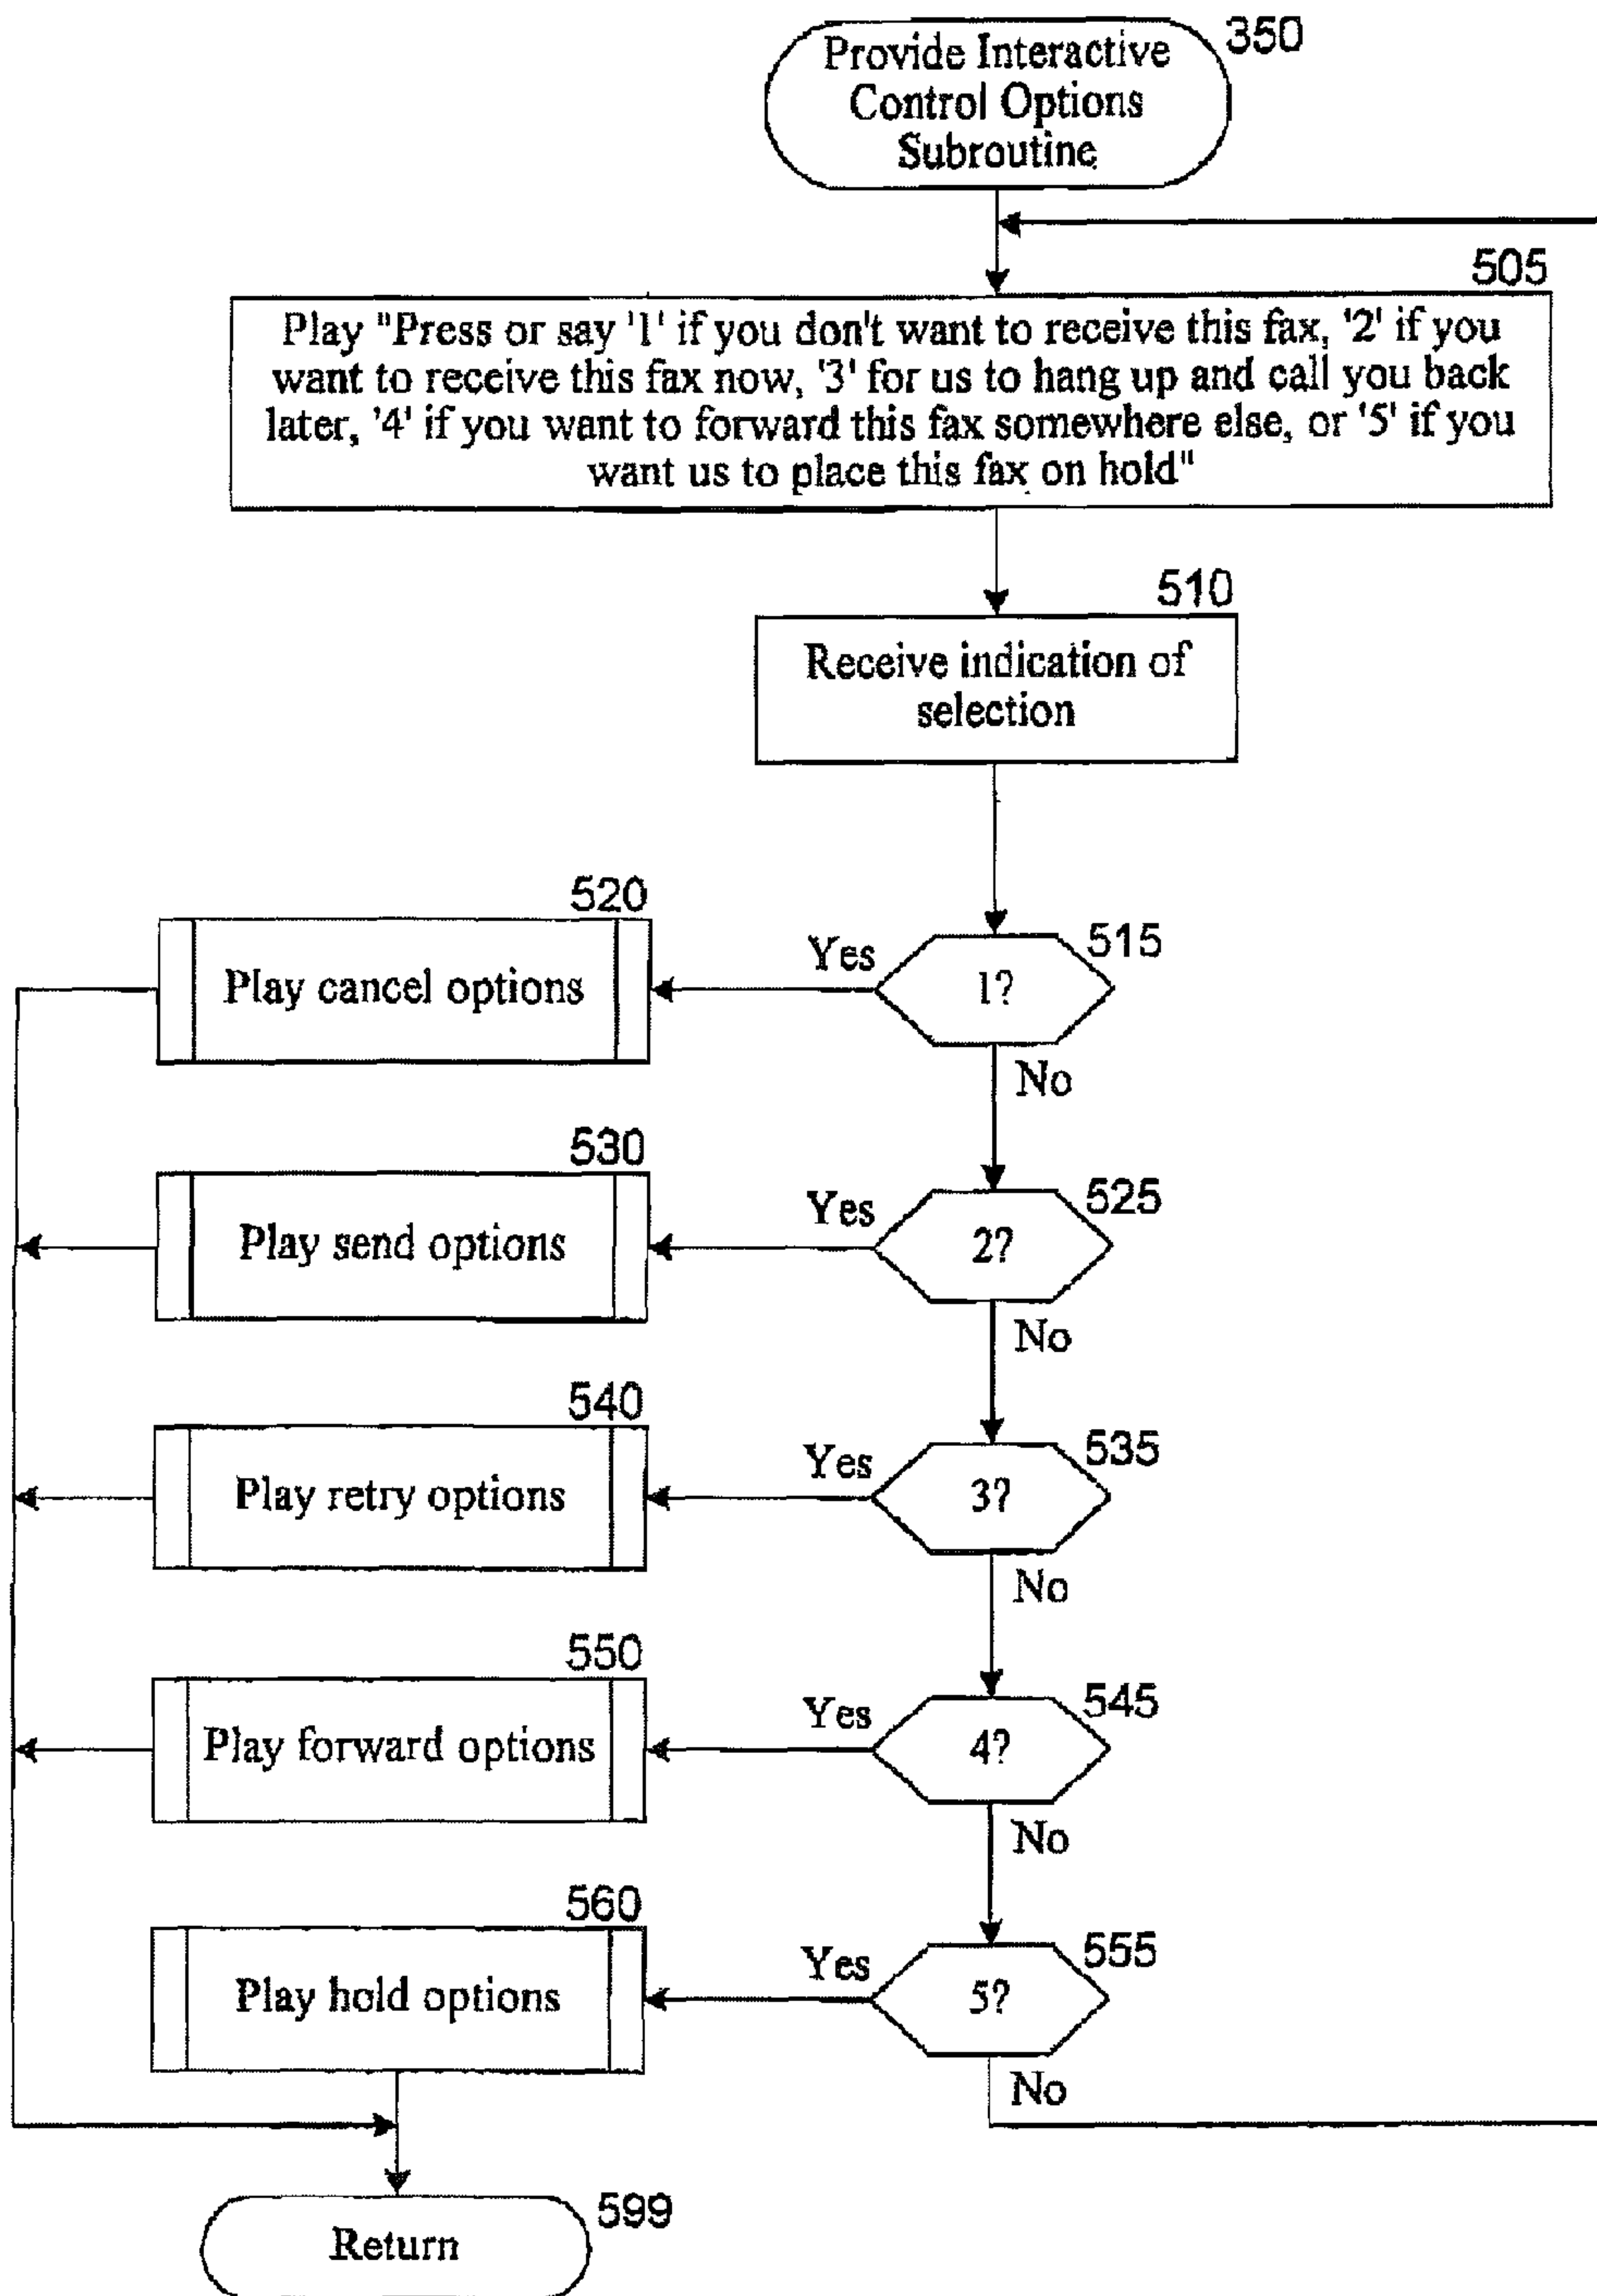 350
Provide Interactive
Control Options
Subroutine
505
Play "Press or say '1' if you don't want to receive this fax, '2' if you
want to receive this fax now, '3' for us to hang up and call you back
later, '4' if you want to forward this fax somewhere else, or '5' if you
want us to place this fax on hold"
510
Receive indication of
selection
520
Play cancel options
Yes
1?
515
No
530
Play send options
Yes
2?
525
No
540
Play retry options
Yes
3?
535
No
550
Play forward options
Yes
4?
545
No
560
Play hold options
Yes
5?
555
No
599
Return